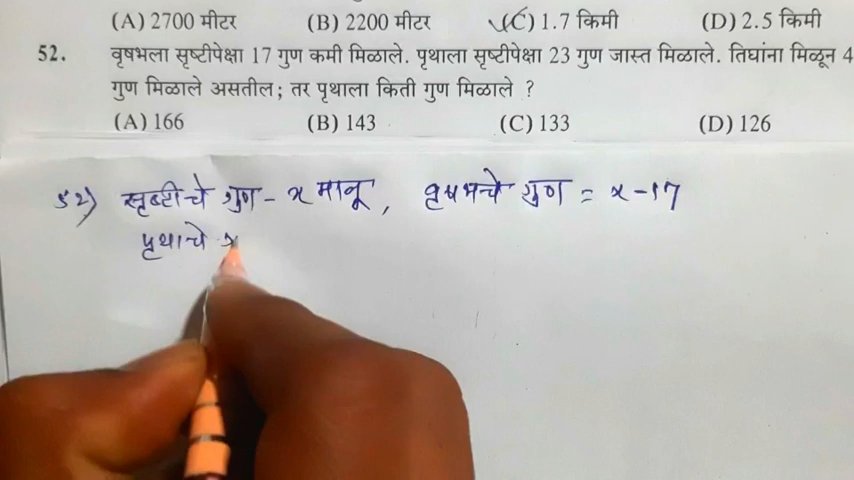 (A) 2700 मीटर (B) 2200 मीटर (C) 1.7 किमी (D) 2.5 किमी
52. वृषभला सृष्टीपेक्षा 17 गुण कमी मिळाले. पृथाला सृष्टीपेक्षा 23 गुण जास्त मिळाले. तिघांना मिळून 4
गुण मिळाले असतील; तर पृथाला किती गुण मिळाले ?
(A) 166 (B) 143 (C) 133 (D) 126
52) सृष्टीचे गुण - x मानू, वृषभचे गुण = x - 17
पृथाचे